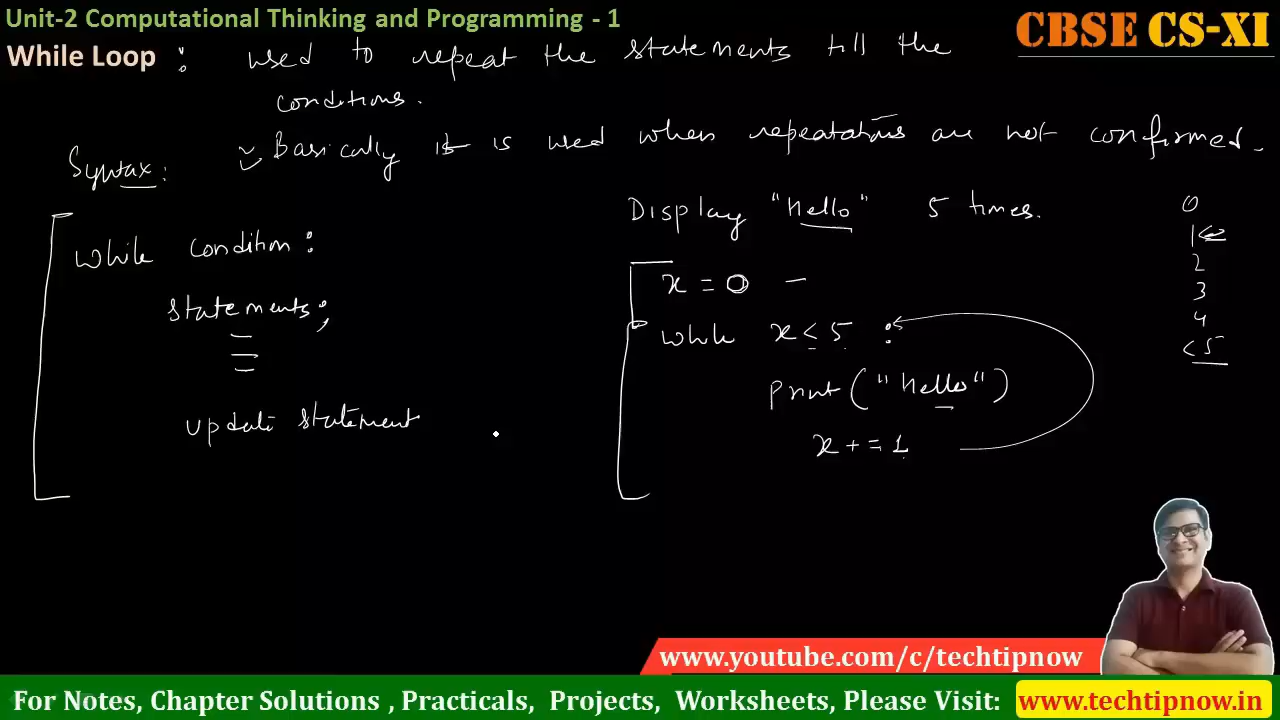 Unit-2 Computational Thinking and Programming - 1
CBSE CS-XI
While Loop : used to repeat the statements till the
conditions.
Basically it is used when repeatations are not confirmed.
Syntax:
while condition:
statements;
update statement
Display "Hello" 5 times.
x = 0
while x < 5 :
print("Hello")
x += 1
0
1
2
3
4
< 5
www.youtube.com/c/techtipnow
For Notes, Chapter Solutions , Practicals, Projects, Worksheets, Please Visit: www.techtipnow.in